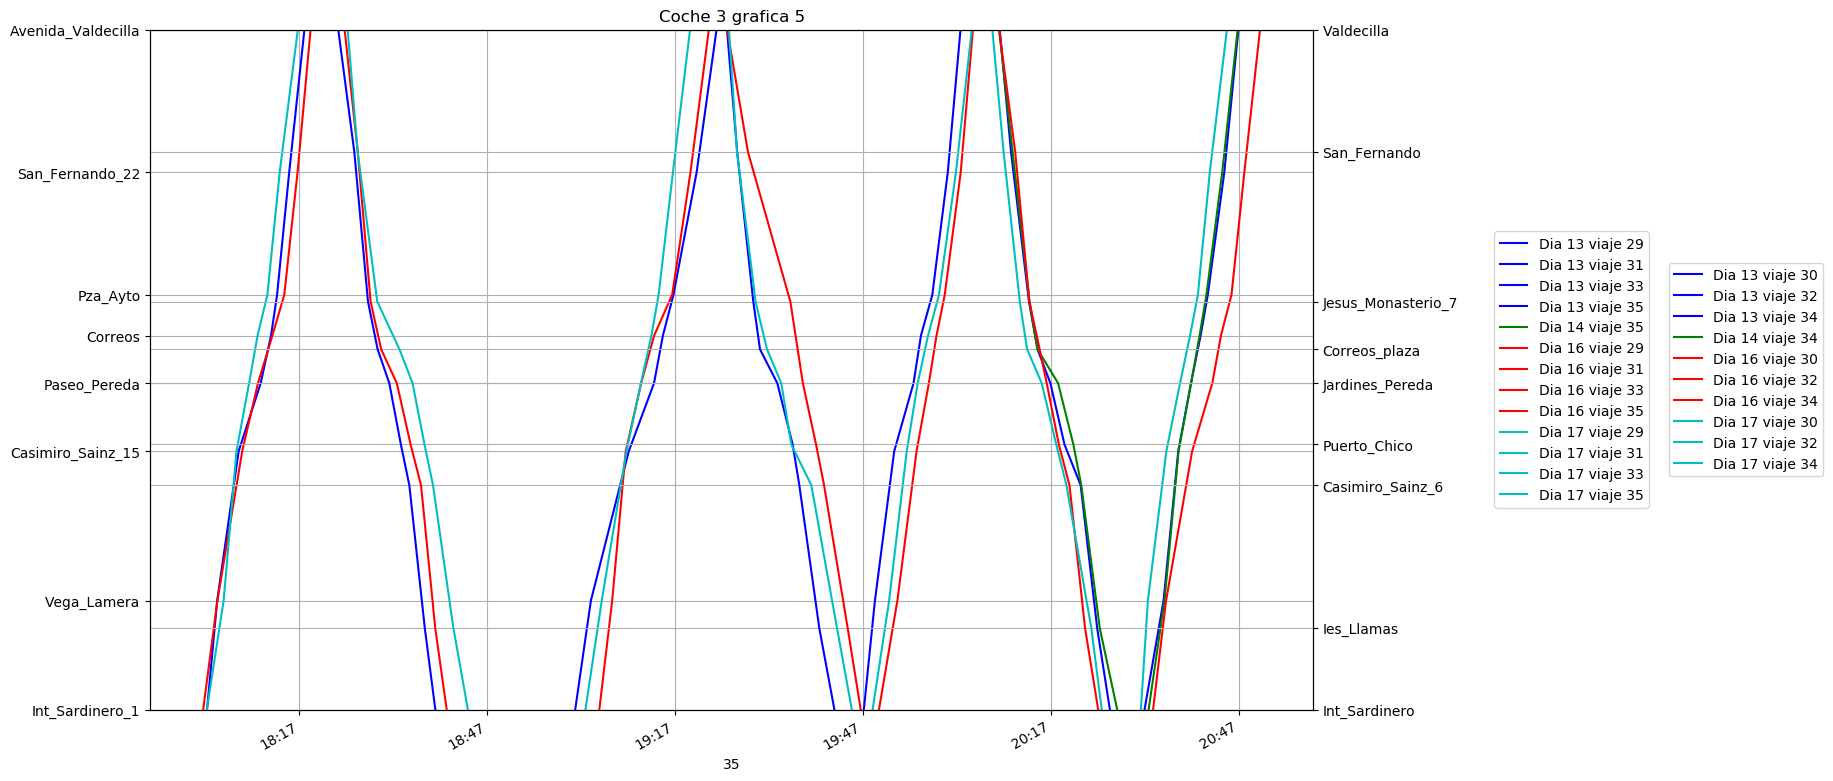 Coche 3 grafica 5
Avenida_Valdecilla
San_Fernando_22
Pza_Ayto
Correos
Paseo_Pereda
Casimiro_Sainz_15
Vega_Lamera
Int_Sardinero_1
Valdecilla
San_Fernando
Jesus_Monasterio_7
Correos_plaza
Jardines_Pereda
Puerto_Chico
Casimiro_Sainz_6
Ies_Llamas
Int_Sardinero
18:17
18:47
19:17
19:47
20:17
20:47
35
Dia 13 viaje 29
Dia 13 viaje 31
Dia 13 viaje 33
Dia 13 viaje 35
Dia 14 viaje 35
Dia 16 viaje 29
Dia 16 viaje 31
Dia 16 viaje 33
Dia 16 viaje 35
Dia 17 viaje 29
Dia 17 viaje 31
Dia 17 viaje 33
Dia 17 viaje 35
Dia 13 viaje 30
Dia 13 viaje 32
Dia 13 viaje 34
Dia 14 viaje 34
Dia 16 viaje 30
Dia 16 viaje 32
Dia 16 viaje 34
Dia 17 viaje 30
Dia 17 viaje 32
Dia 17 viaje 34